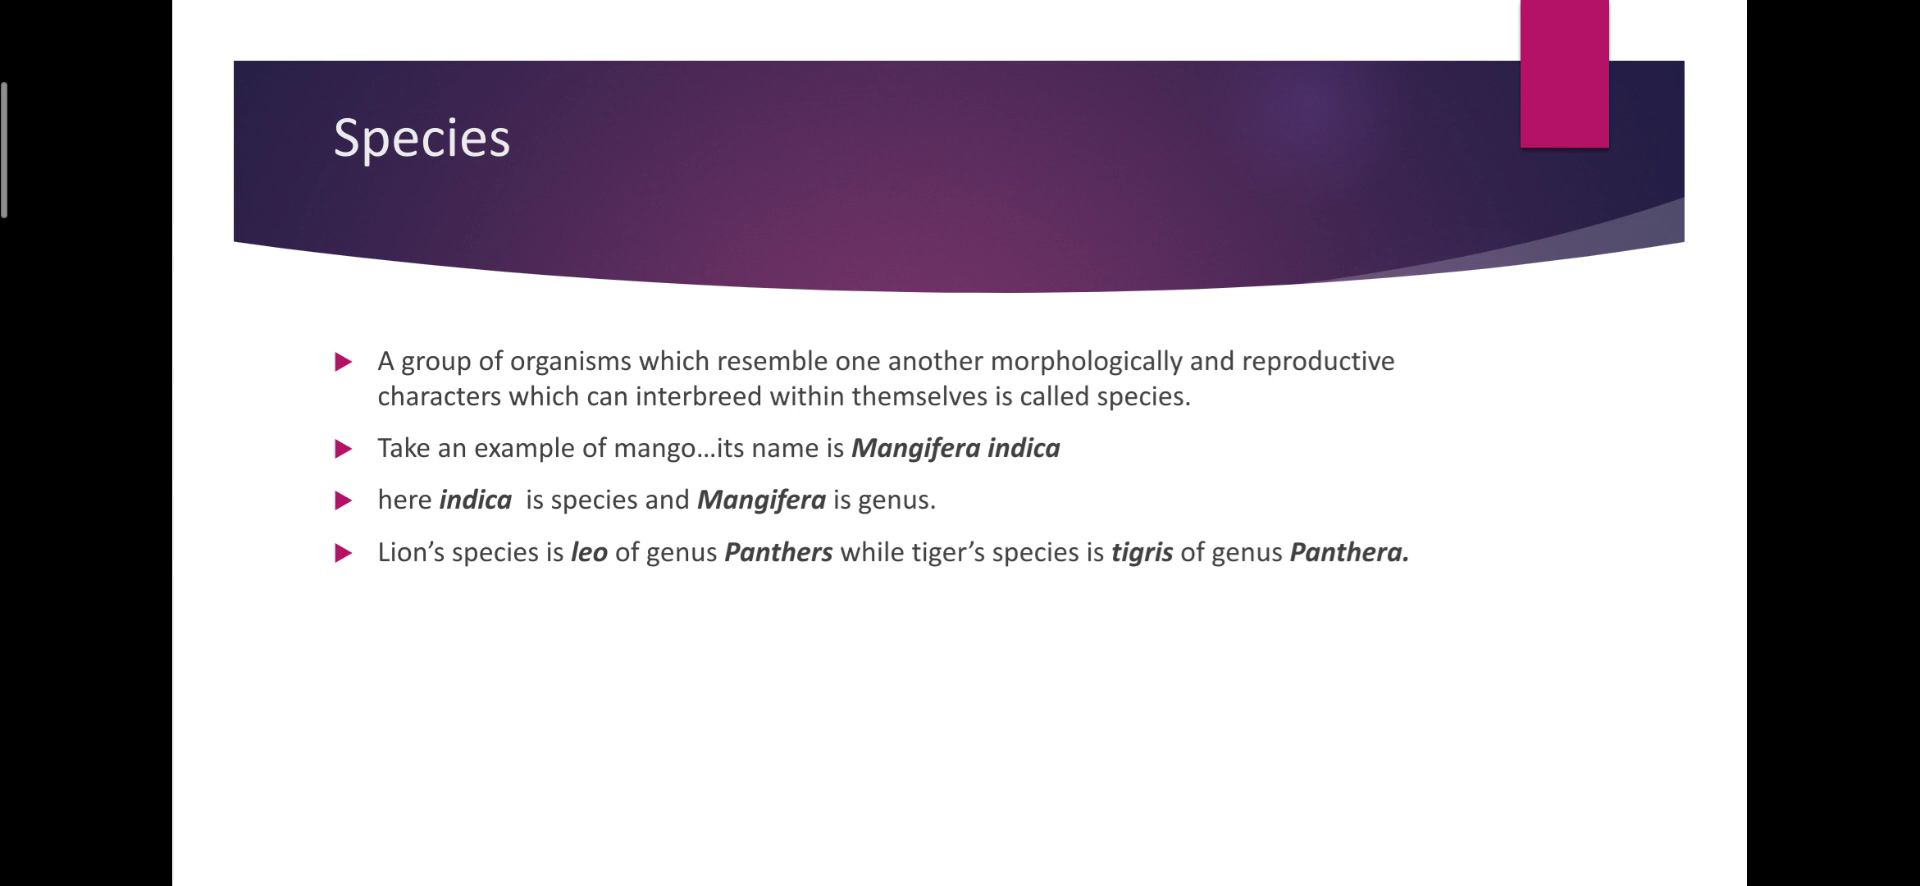 Species
A group of organisms which resemble one another morphologically and reproductive
characters which can interbreed within themselves is called species.
Take an example of mango...its name is Mangifera indica
here indica is species and Mangifera is genus.
Lion’s species is leo of genus Panthers while tiger’s species is tigris of genus Panthera.